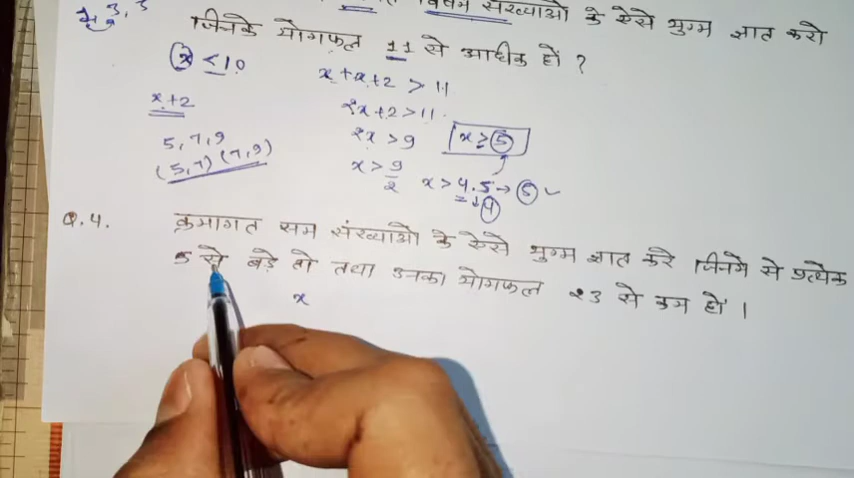 विषम संख्याओं के ऐसे युग्म ज्ञात करो
जिनके योगफल 11 से अधिक हों ?
x < 10
x+x+2 > 11
x+2
2x+2 > 11
5, 7, 9
2x > 9
x ≥ 5
(5,7) (7,9)
x > 9/2
x > 4.5 → 5
↓ 4
Q.4. क्रमागत सम संख्याओं के ऐसे युग्म ज्ञात करे जिनमे से प्रत्येक
5 से बड़े हो तथा उनका योगफल 23 से कम हो ।
x